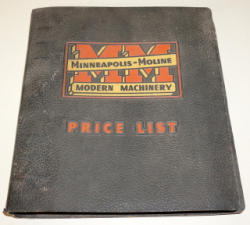 MM
MINNEAPOLIS-MOLINE
MODERN MACHINERY
PRICE LIST